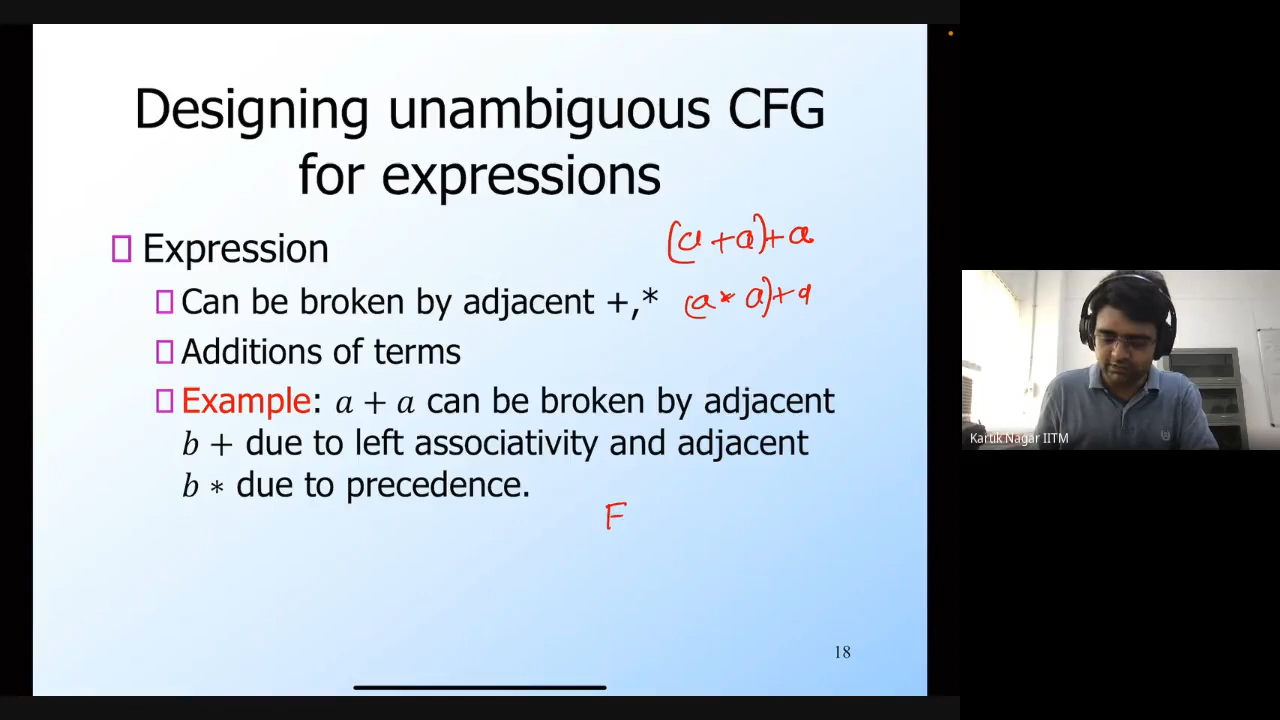 Designing unambiguous CFG
for expressions
Expression
(a + a) + a
Can be broken by adjacent +,*
(a * a) + a
Additions of terms
Example: a + a can be broken by adjacent
b + due to left associativity and adjacent
b * due to precedence.
F
18
Kartik Nagar IITM